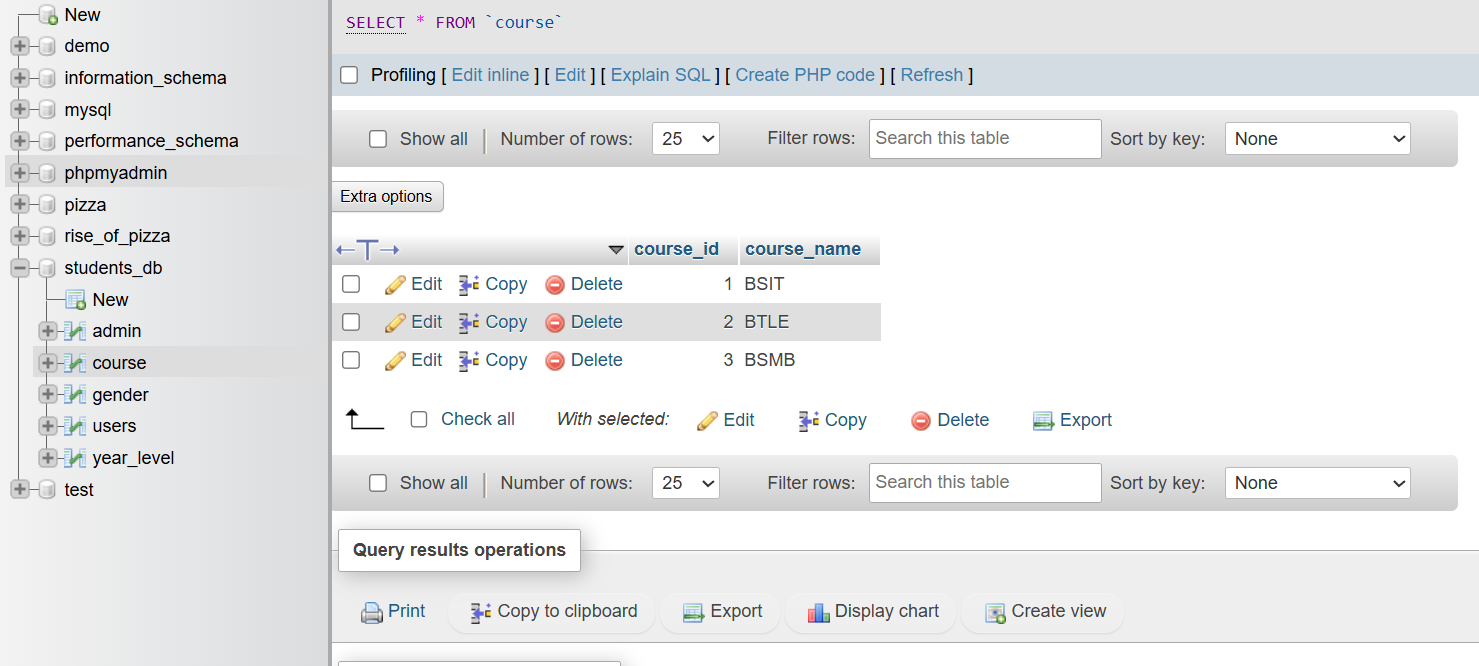 New
demo
information_schema
mysql
performance_schema
phpmyadmin
pizza
rise_of_pizza
students_db
New
admin
course
gender
users
year_level
test
SELECT * FROM `course`
Profiling [ Edit inline ] [ Edit ] [ Explain SQL ] [ Create PHP code ] [ Refresh ]
Show all Number of rows: 25 Filter rows: Search this table Sort by key: None
Extra options
←T→ course_id course_name
Edit Copy Delete 1 BSIT
Edit Copy Delete 2 BTLE
Edit Copy Delete 3 BSMB
Check all With selected: Edit Copy Delete Export
Show all Number of rows: 25 Filter rows: Search this table Sort by key: None
Query results operations
Print Copy to clipboard Export Display chart Create view